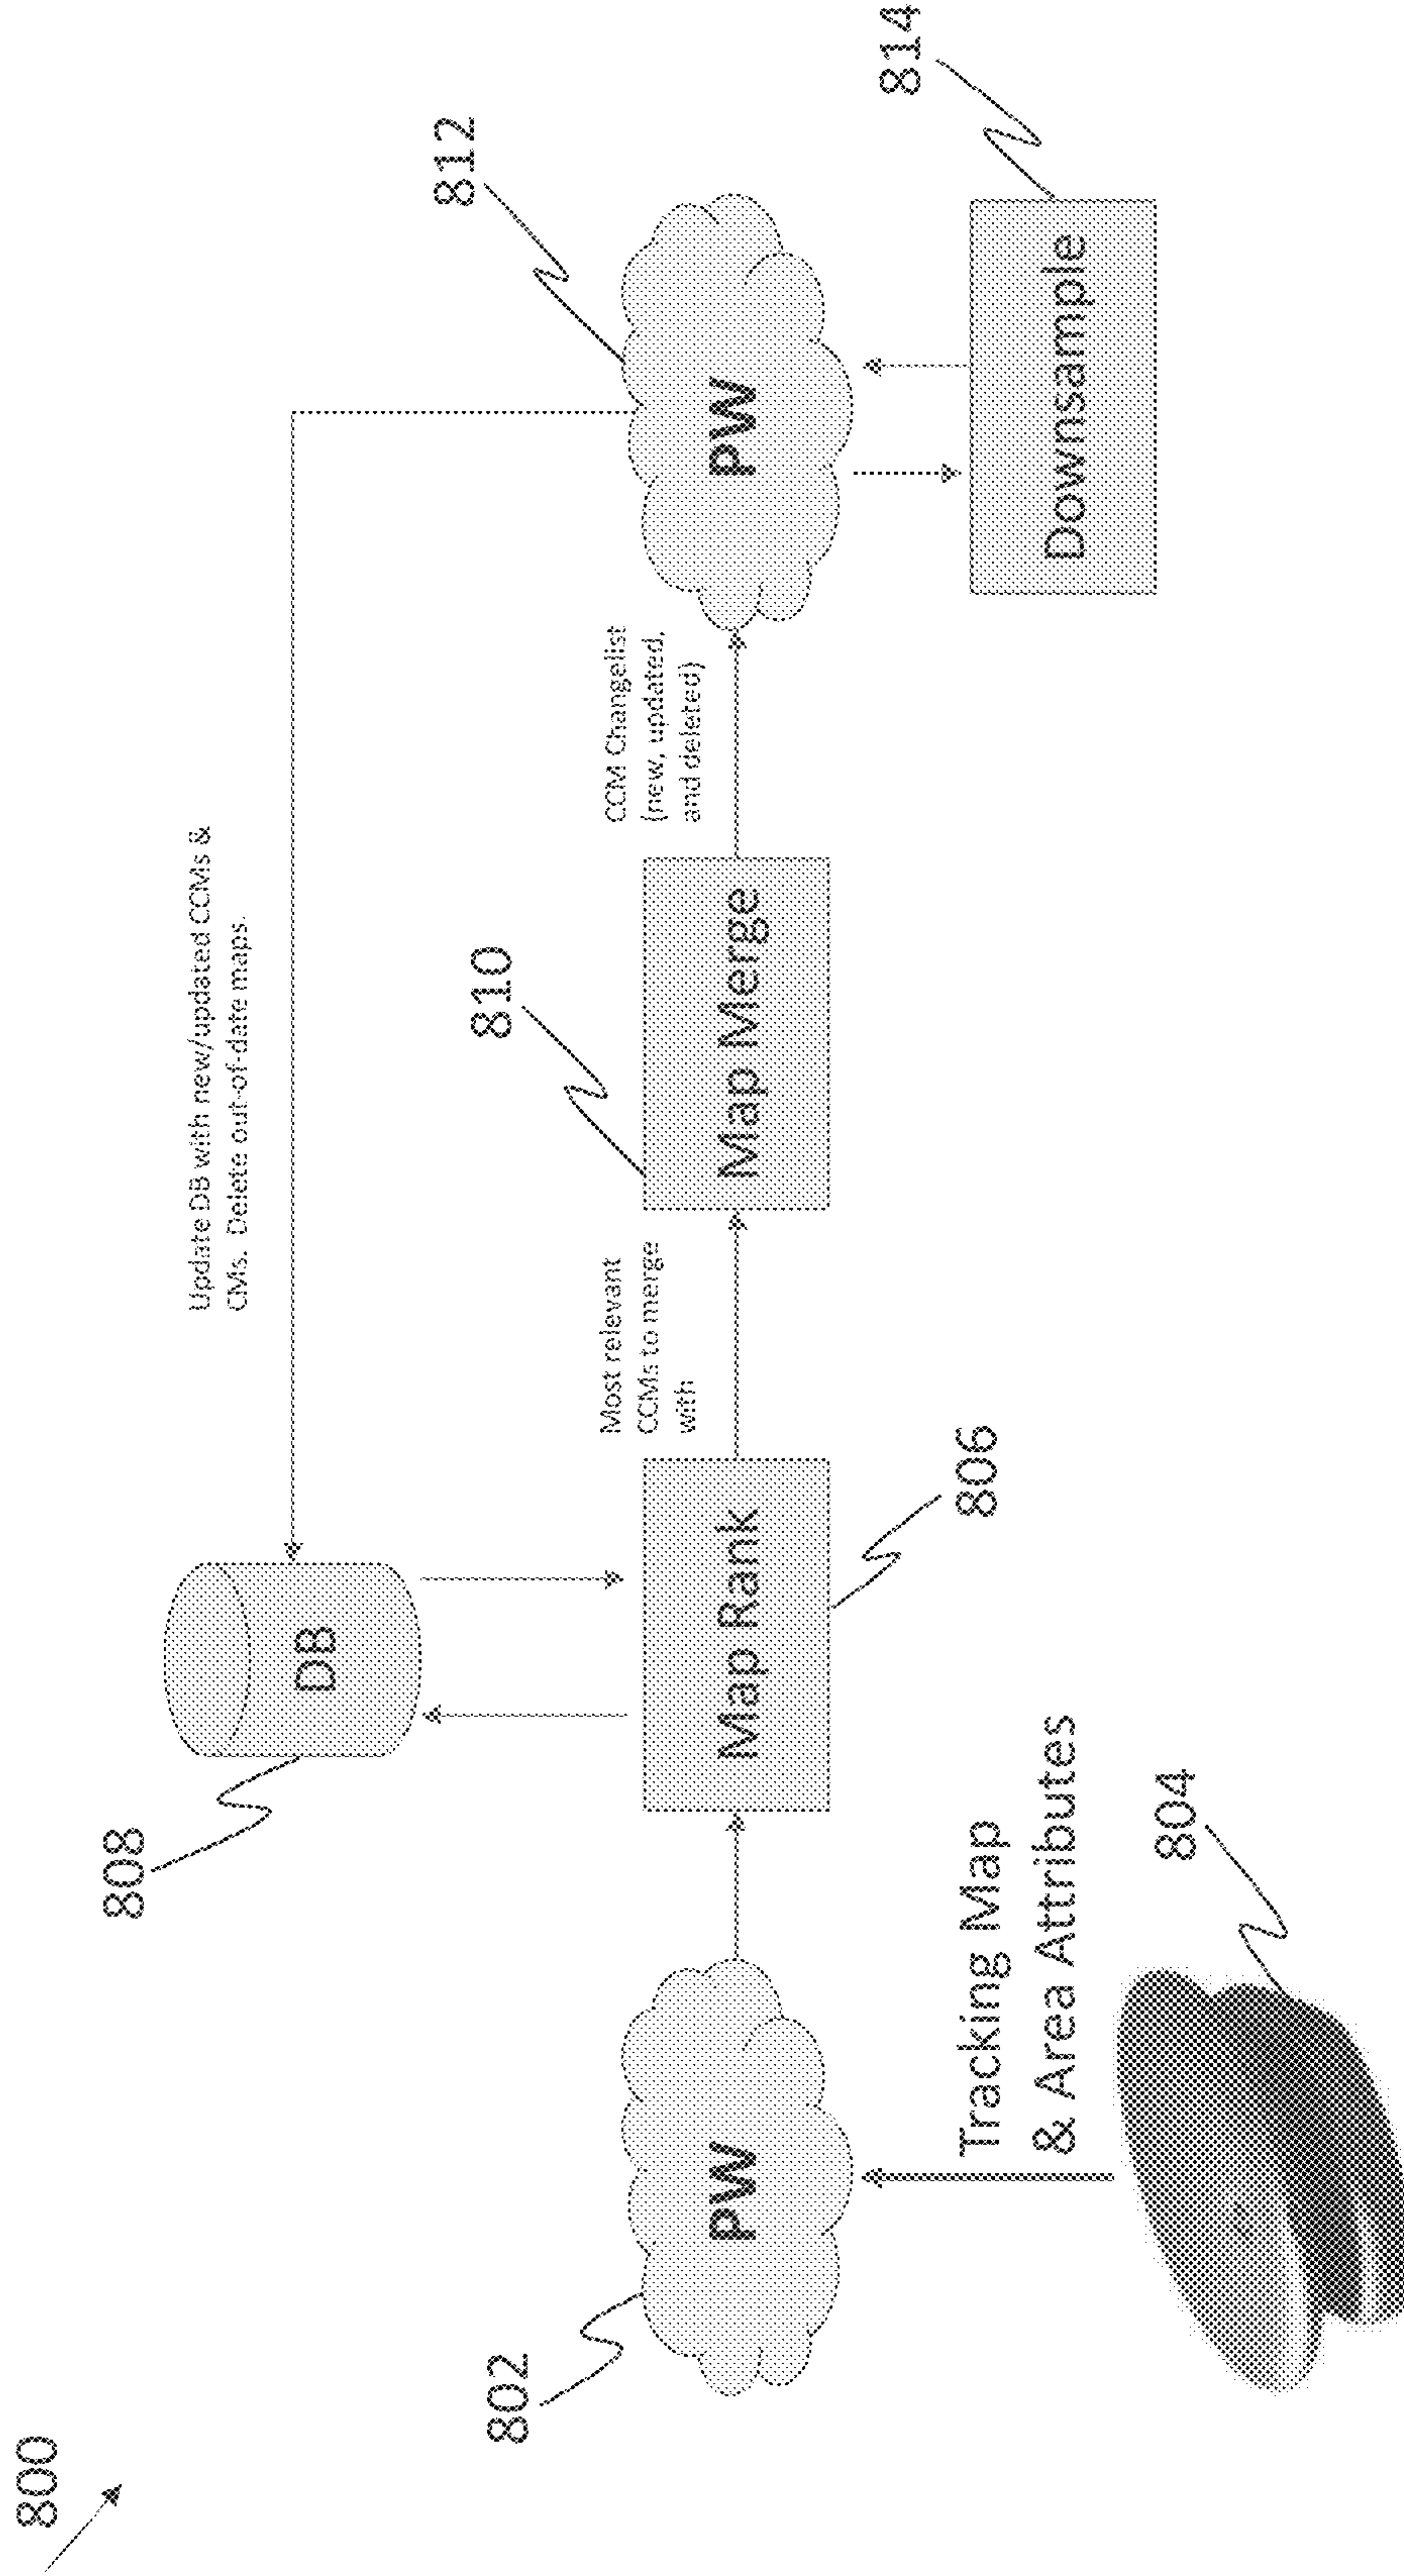 800
808
DB
Update DB with new/updated CCMs &
CMs. Delete out-of-date maps.
812
802
PW
Map Rank
806
Most relevant
CCMs to merge
with
810
Map Merge
CCM Changelist
(new, updated,
and deleted)
PW
Tracking Map
& Area Attributes
804
Downsample
814